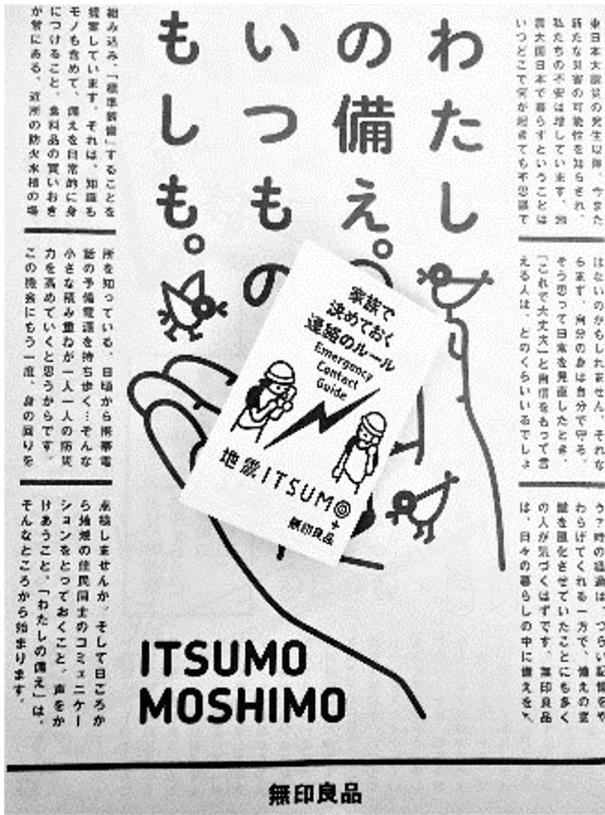 わたし
の備え。
いつもの
もしも。
東日本大震災の発生以降、今また
新たな災害の可能性を知らされ、
私たちの不安は増しています。地
震大国日本で暮らすということは
いつどこで何が起きても不思議で
はないのかもしれません。それな
らまず、自分の身は自分で守る。
そう思って日常を見直したとき、
「これで大丈夫」と自信をもって言
える人は、どのくらいいるでしょ
う？時の経過は、つらい記憶をや
わらげてくれる一方で、備えの意
識を風化させていたことにも多く
の人が気づくはずです。無印良品
は、日々の暮らしの中に備えを
組み込み、「標準装備」することを
提案しています。それは、知識も
モノも含めて、備えを日常的に身
につけること。食料品の買いおき
が常にある。近所の防火水槽の場
所を知っている。日頃から携帯電
話の予備電源を持ち歩く…そんな
小さな積み重ねが一人一人の防災
力を高めていくと思うからです。
この機会にもう一度、身の回りを
点検しませんか。そして日ごろか
ら地域の住民同士のコミュニケー
ションをとっておくこと、声をか
けあうこと。「わたしの備え」は、
そんなところから始まります。
家族で
決めておく
連絡のルール
Emergency
Contact
Guide
地震ITSUMO
+
無印良品
ITSUMO
MOSHIMO
無印良品